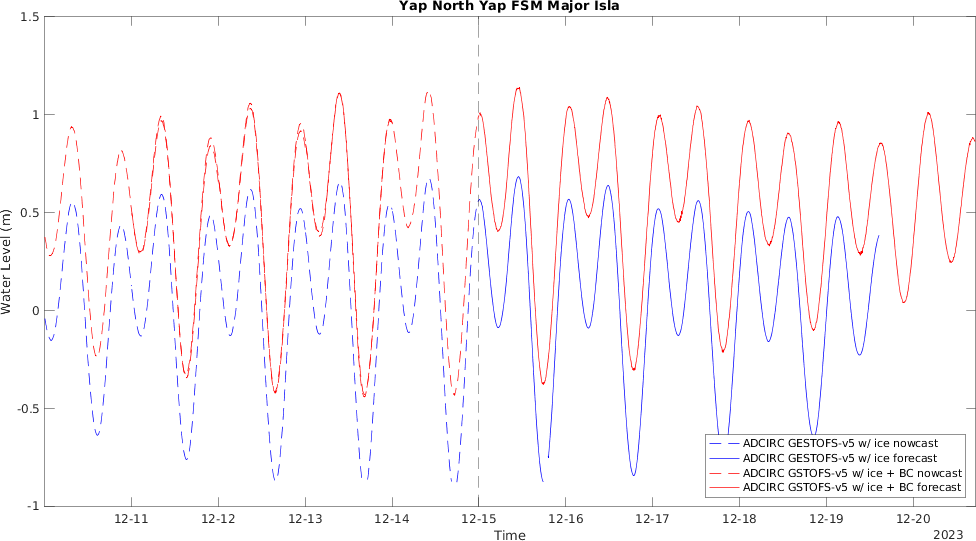 Yap North Yap FSM Major Isla
1.5
1
0.5
0
-0.5
-1
Water Level (m)
ADCIRC GESTOFS-v5 w/ ice nowcast
ADCIRC GESTOFS-v5 w/ ice forecast
ADCIRC GSTOFS-v5 w/ ice + BC nowcast
ADCIRC GSTOFS-v5 w/ ice + BC forecast
12-11 12-12 12-13 12-14 12-15 12-16 12-17 12-18 12-19 12-20
Time
2023